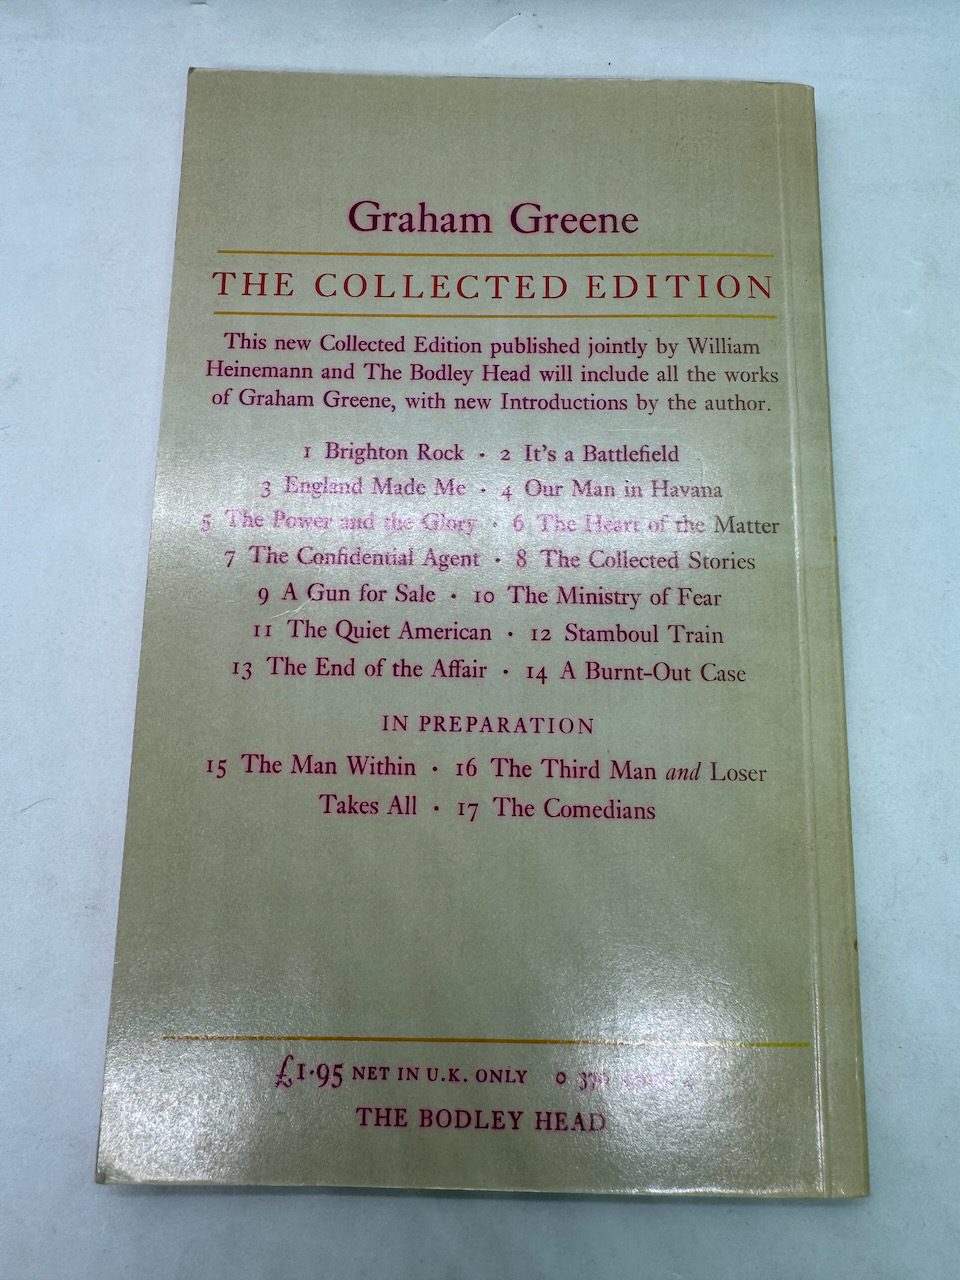 Graham Greene
THE COLLECTED EDITION
This new Collected Edition published jointly by William
Heinemann and The Bodley Head will include all the works
of Graham Greene, with new Introductions by the author.
1 Brighton Rock · 2 It's a Battlefield
3 England Made Me · 4 Our Man in Havana
5 The Power and the Glory · 6 The Heart of the Matter
7 The Confidential Agent · 8 The Collected Stories
9 A Gun for Sale · 10 The Ministry of Fear
11 The Quiet American · 12 Stamboul Train
13 The End of the Affair · 14 A Burnt-Out Case
IN PREPARATION
15 The Man Within · 16 The Third Man and Loser
Takes All · 17 The Comedians
£1·95 NET IN U.K. ONLY 0
THE BODLEY HEAD